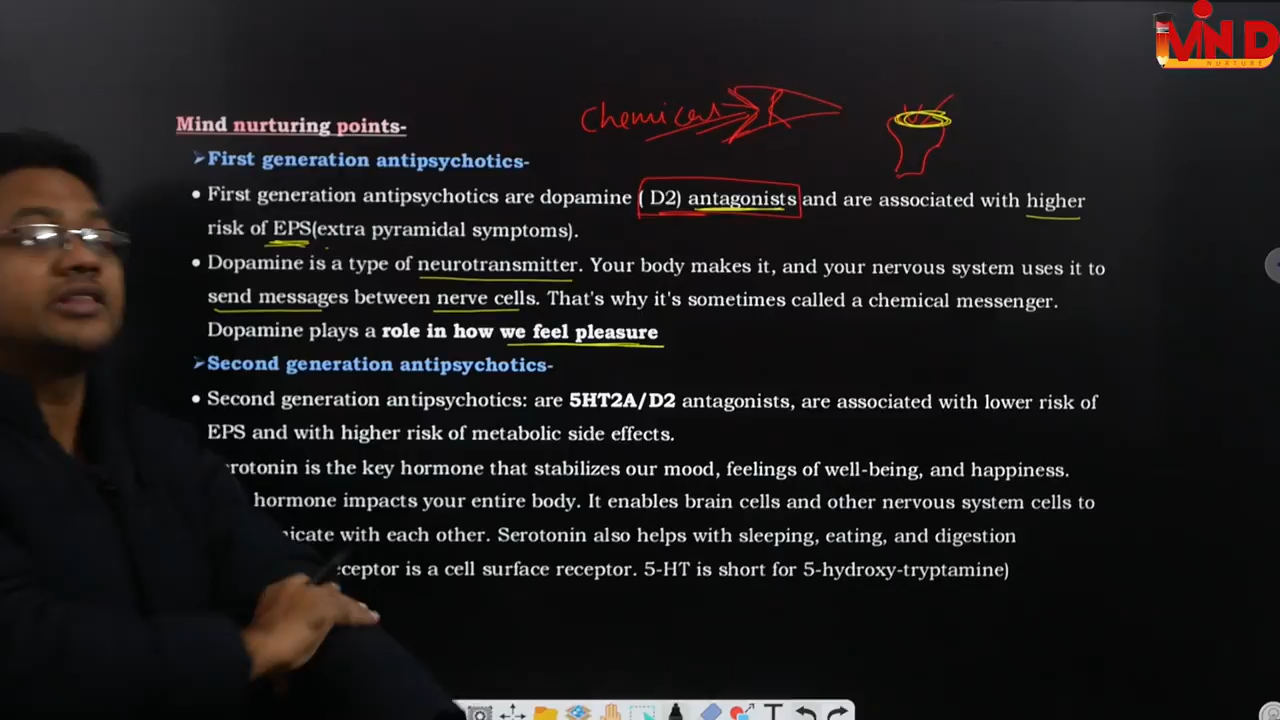 MIND
NURTURE
Chemicals R
Mind nurturing points-
➢First generation antipsychotics-
• First generation antipsychotics are dopamine ( D2) antagonists and are associated with higher
risk of EPS(extra pyramidal symptoms).
• Dopamine is a type of neurotransmitter. Your body makes it, and your nervous system uses it to
send messages between nerve cells. That's why it's sometimes called a chemical messenger.
Dopamine plays a role in how we feel pleasure
➢Second generation antipsychotics-
• Second generation antipsychotics: are 5HT2A/D2 antagonists, are associated with lower risk of
EPS and with higher risk of metabolic side effects.
rotonin is the key hormone that stabilizes our mood, feelings of well-being, and happiness.
hormone impacts your entire body. It enables brain cells and other nervous system cells to
icate with each other. Serotonin also helps with sleeping, eating, and digestion
eceptor is a cell surface receptor. 5-HT is short for 5-hydroxy-tryptamine)
T